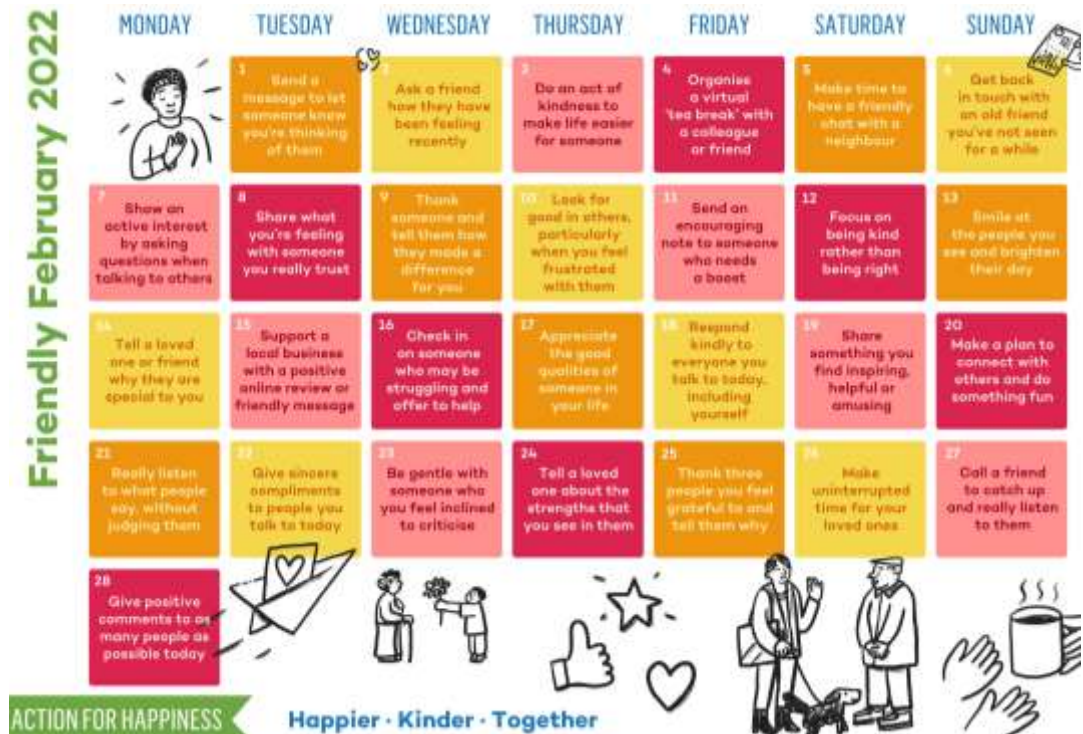 Friendly February 2022
MONDAY
TUESDAY
WEDNESDAY
THURSDAY
FRIDAY
SATURDAY
SUNDAY
1
Send a
message to let
someone know
you're thinking
of them
2
Ask a friend
how they have
been feeling
recently
3
Do an act of
kindness to
make life easier
for someone
4
Organise
a virtual
'tea break' with
a colleague
or friend
5
Make time to
have a friendly
chat with a
neighbour
6
Get back
in touch with
an old friend
you've not seen
for a while
7
Show an
active interest
by asking
questions when
talking to others
8
Share what
you're feeling
with someone
you really trust
9
Thank
someone and
tell them how
they made a
difference
for you
10
Look for
good in others,
particularly
when you feel
frustrated
with them
11
Send an
encouraging
note to someone
who needs
a boost
12
Focus on
being kind
rather than
being right
13
Smile at
the people you
see and brighten
their day
14
Tell a loved
one or friend
why they are
special to you
15
Support a
local business
with a positive
online review or
friendly message
16
Check in
on someone
who may be
struggling and
offer to help
17
Appreciate
the good
qualities of
someone in
your life
18
Respond
kindly to
everyone you
talk to today,
including
yourself
19
Share
something you
find inspiring,
helpful or
amusing
20
Make a plan to
connect with
others and do
something fun
21
Really listen
to what people
say, without
judging them
22
Give sincere
compliments
to people you
talk to today
23
Be gentle with
someone who
you feel inclined
to criticise
24
Tell a loved
one about the
strengths that
you see in them
25
Thank three
people you feel
grateful to and
tell them why
26
Make
uninterrupted
time for your
loved ones
27
Call a friend
to catch up
and really listen
to them
28
Give positive
comments to as
many people as
possible today
ACTION FOR HAPPINESS
Happier · Kinder · Together